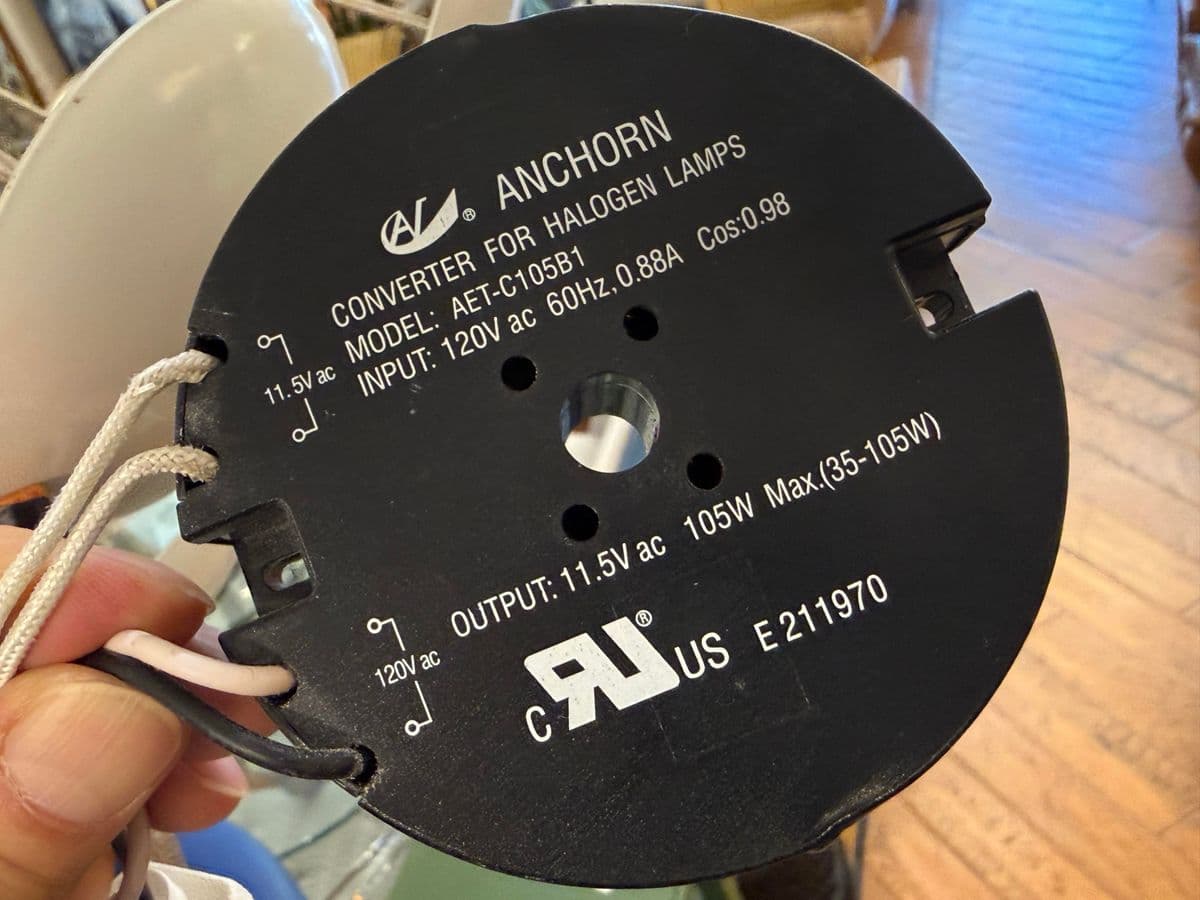 ANCHORN
CONVERTER FOR HALOGEN LAMPS
MODEL: AET-C105B1
INPUT: 120V ac 60Hz, 0.88A Cos:0.98
11.5V ac
OUTPUT: 11.5V ac 105W Max.(35-105W)
120V ac
C RU® US E211970